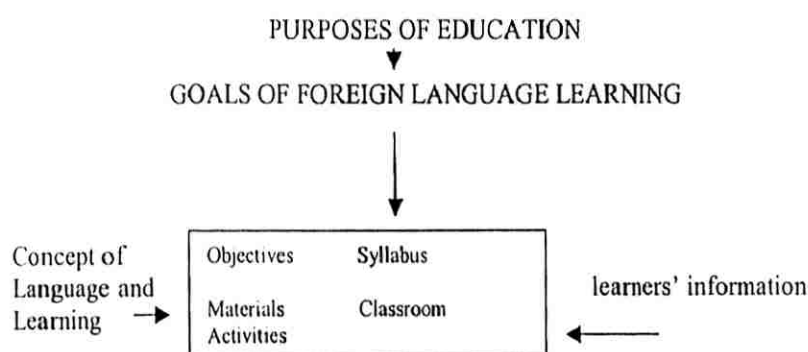 PURPOSES OF EDUCATION
GOALS OF FOREIGN LANGUAGE LEARNING
Concept of
Language and
Learning
Objectives Syllabus
Materials Classroom
Activities
learners' information